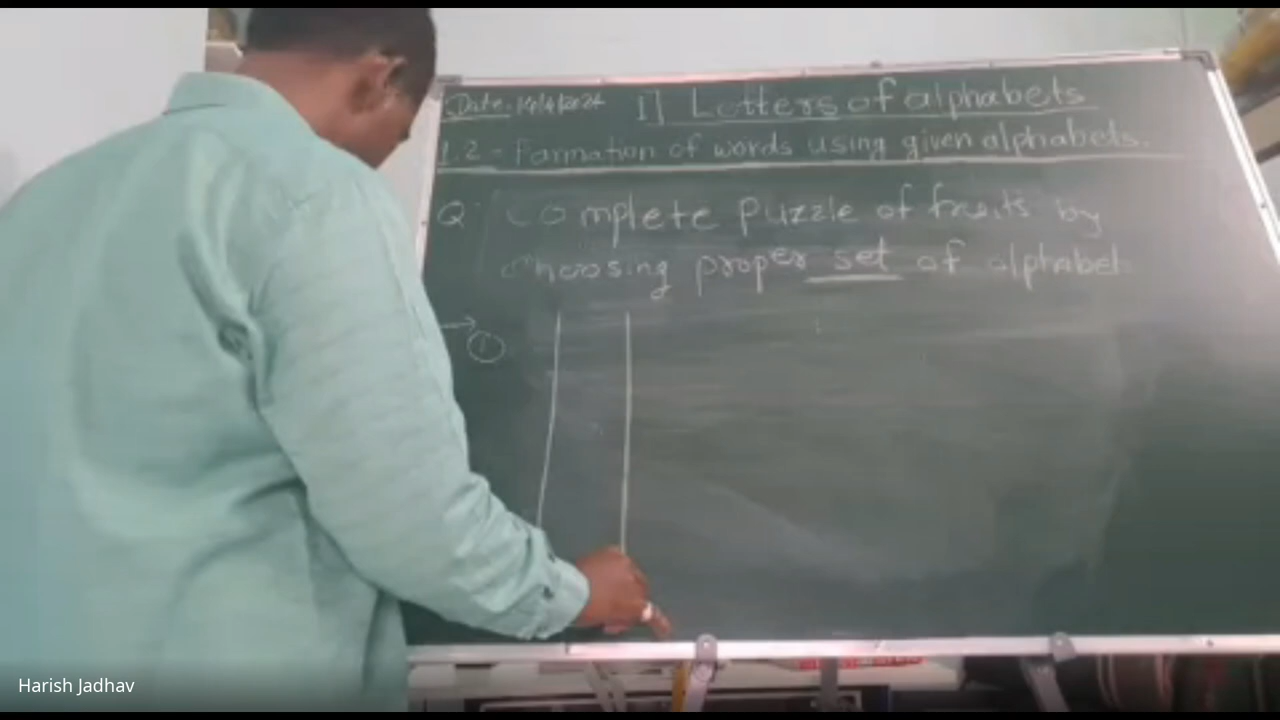 Date:14/4/2024 1] Letters of alphabets
1.2 - Farmation of words using given alphabets.
Q Complete Puzzle of fruits by
choosing proper set of alphabet
→ 1
Harish Jadhav